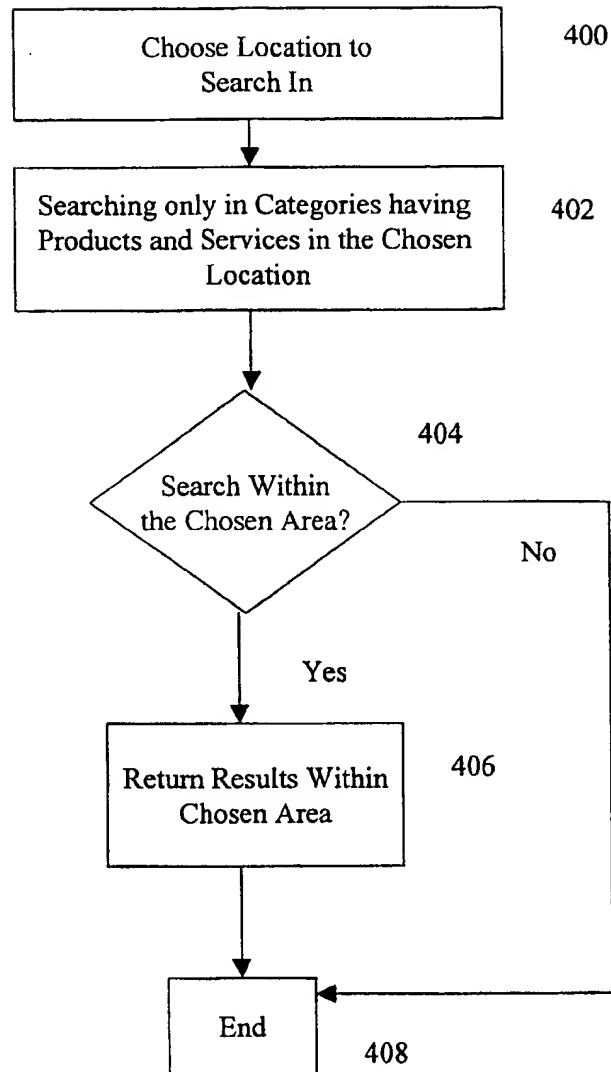 Choose Location to
Search In
400
Searching only in Categories having
Products and Services in the Chosen
Location
402
404
Search Within
the Chosen Area?
No
Yes
Return Results Within
Chosen Area
406
End
408